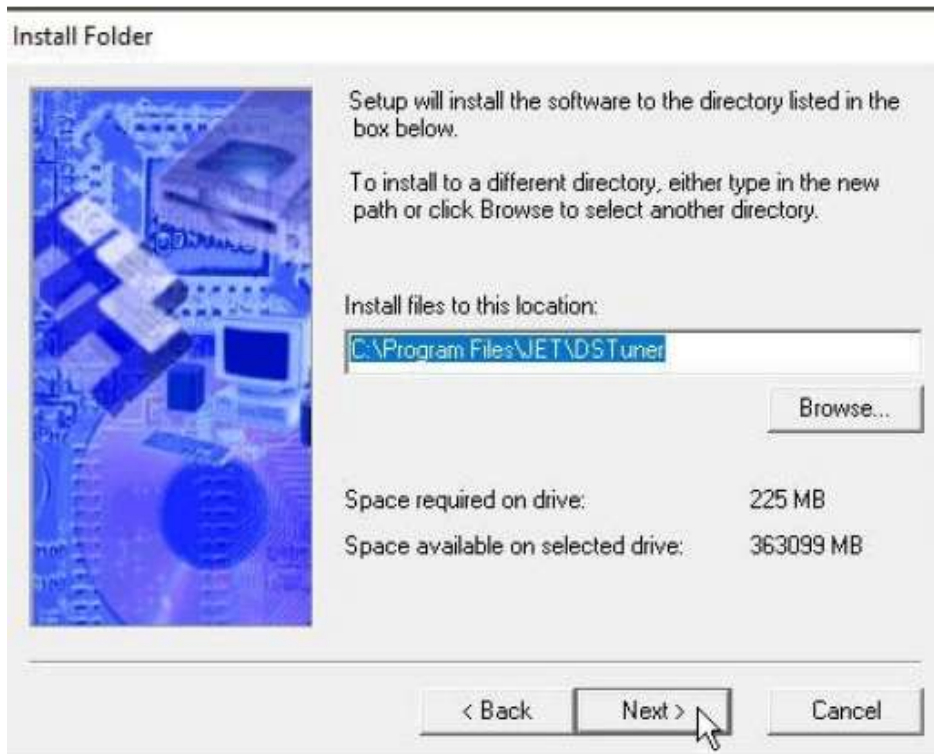 Install Folder
Setup will install the software to the directory listed in the
box below.
To install to a different directory, either type in the new
path or click Browse to select another directory.
Install files to this location:
C:\Program Files\JET\DSTuner
Browse...
Space required on drive: 225 MB
Space available on selected drive: 363099 MB
< Back Next > Cancel